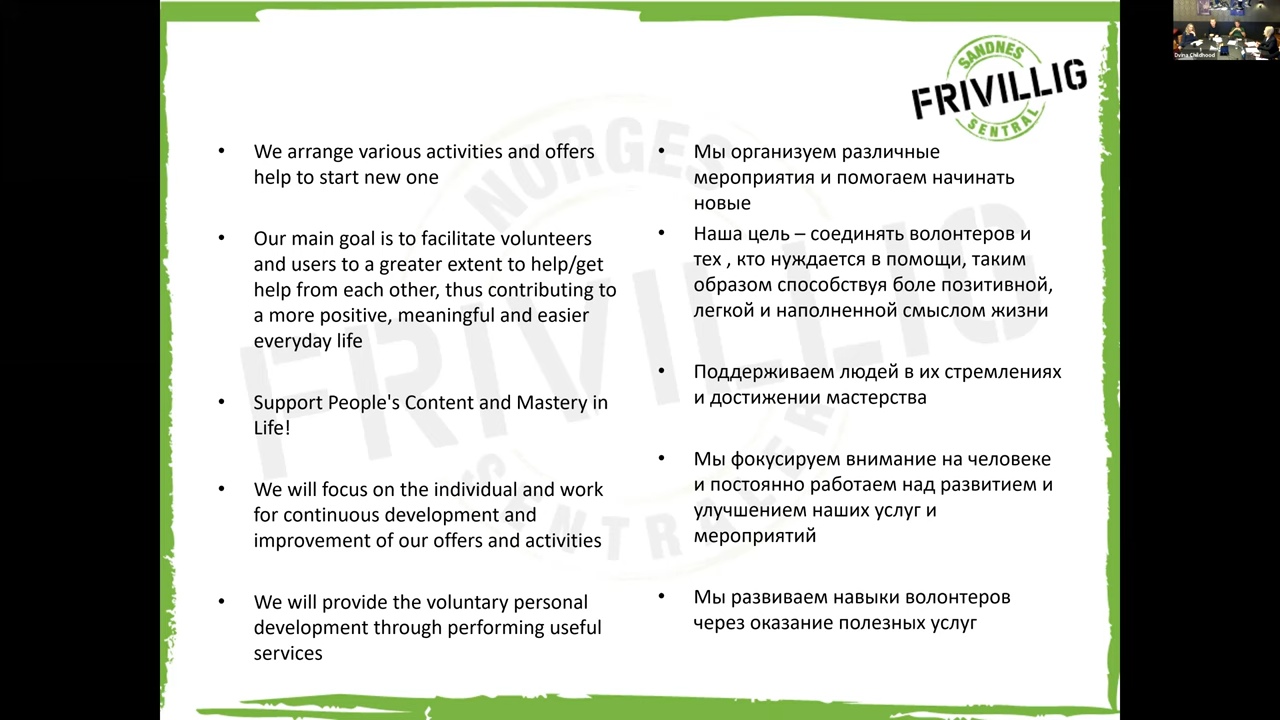 SANDNES
FRIVILLIG
SENTRAL
Dvina Childhood
NORGES
FRIVILLIG
SENTRALER
• We arrange various activities and offers
help to start new one
• Our main goal is to facilitate volunteers
and users to a greater extent to help/get
help from each other, thus contributing to
a more positive, meaningful and easier
everyday life
• Support People's Content and Mastery in
Life!
• We will focus on the individual and work
for continuous development and
improvement of our offers and activities
• We will provide the voluntary personal
development through performing useful
services
• Мы организуем различные
мероприятия и помогаем начинать
новые
• Наша цель – соединять волонтеров и
тех , кто нуждается в помощи, таким
образом способствуя боле позитивной,
легкой и наполненной смыслом жизни
• Поддерживаем людей в их стремлениях
и достижении мастерства
• Мы фокусируем внимание на человеке
и постоянно работаем над развитием и
улучшением наших услуг и
мероприятий
• Мы развиваем навыки волонтеров
через оказание полезных услуг